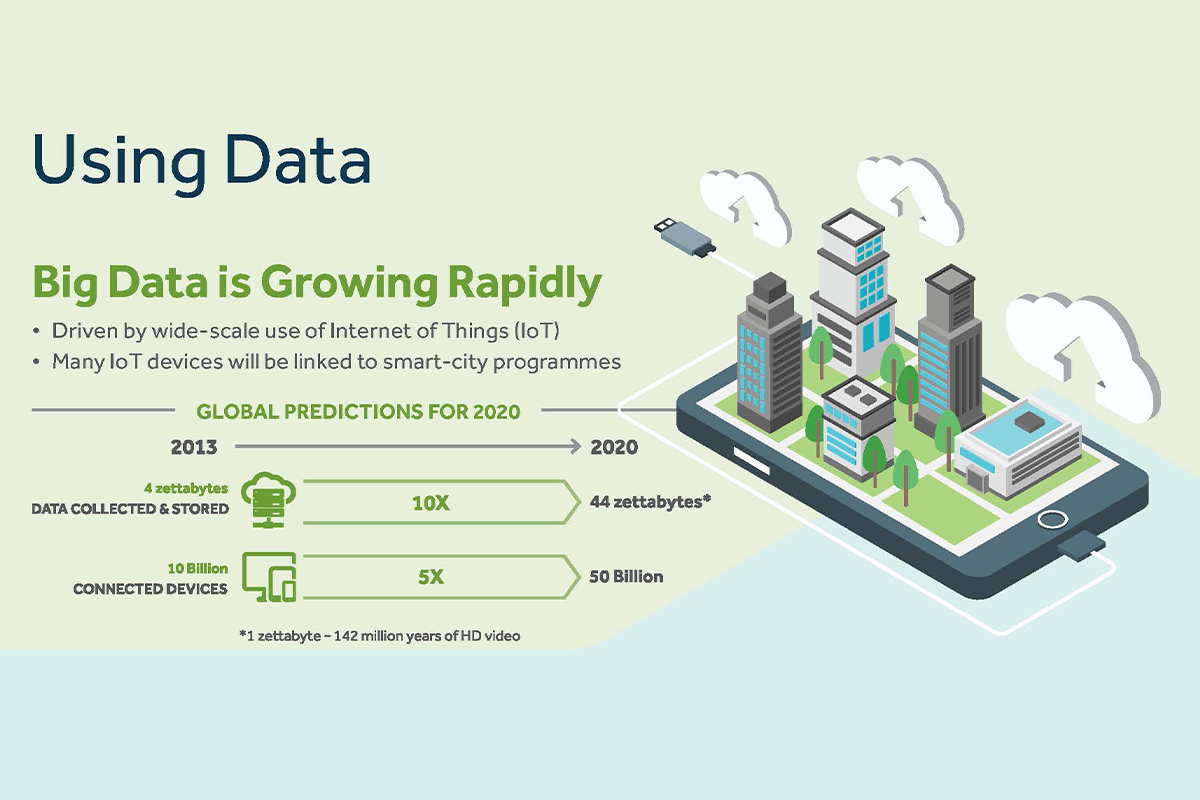 Using Data
Big Data is Growing Rapidly
• Driven by wide-scale use of Internet of Things (IoT)
• Many IoT devices will be linked to smart-city programmes
GLOBAL PREDICTIONS FOR 2020
2013 2020
4 zettabytes
DATA COLLECTED & STORED
10X
44 zettabytes*
10 Billion
CONNECTED DEVICES
5X
50 Billion
*1 zettabyte ~ 142 million years of HD video